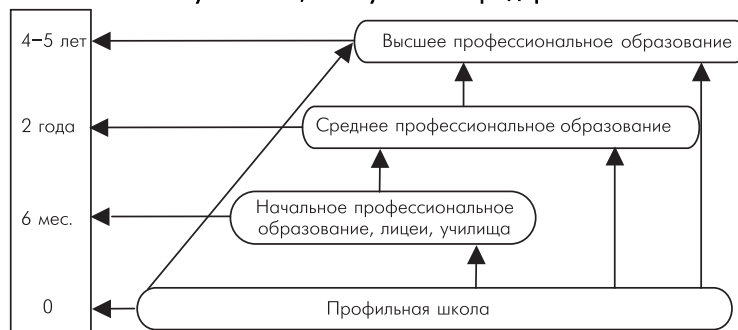 4–5 лет
Высшее профессиональное образование
2 года
Среднее профессиональное образование
6 мес.
Начальное профессиональное
образование, лицеи, училища
0
Профильная школа